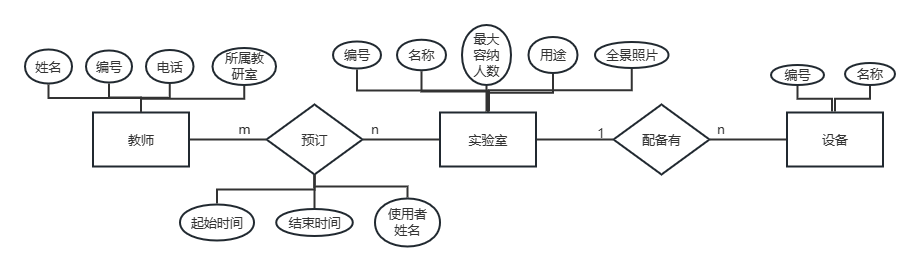 姓名
编号
电话
所属教
研室
编号
名称
最大
容纳
人数
用途
全景照片
编号
名称
教师
m
预订
n
实验室
1
配备有
n
设备
起始时间
结束时间
使用者
姓名